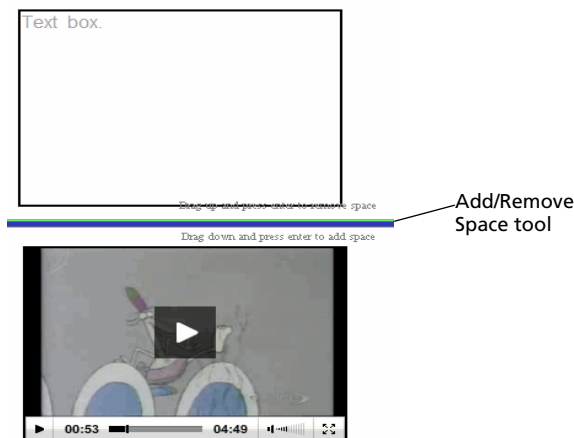 Text box.
Drag up and press enter to remove space
Add/Remove
Space tool
Drag down and press enter to add space
00:53
04:49